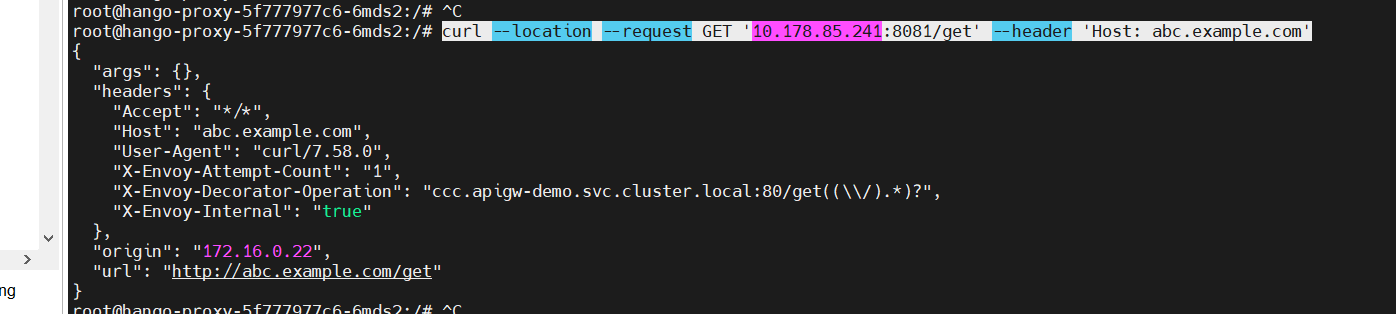 root@hango-proxy-5f777977c6-6mds2:/# ^C
root@hango-proxy-5f777977c6-6mds2:/# curl --location --request GET '10.178.85.241:8081/get' --header 'Host: abc.example.com'
{
  "args": {},
  "headers": {
    "Accept": "*/*",
    "Host": "abc.example.com",
    "User-Agent": "curl/7.58.0",
    "X-Envoy-Attempt-Count": "1",
    "X-Envoy-Decorator-Operation": "ccc.apigw-demo.svc.cluster.local:80/get((\\/).*)?",
    "X-Envoy-Internal": "true"
  },
  "origin": "172.16.0.22",
  "url": "http://abc.example.com/get"
}
root@hango-proxy-5f777977c6-6mds2:/# ^C
ng